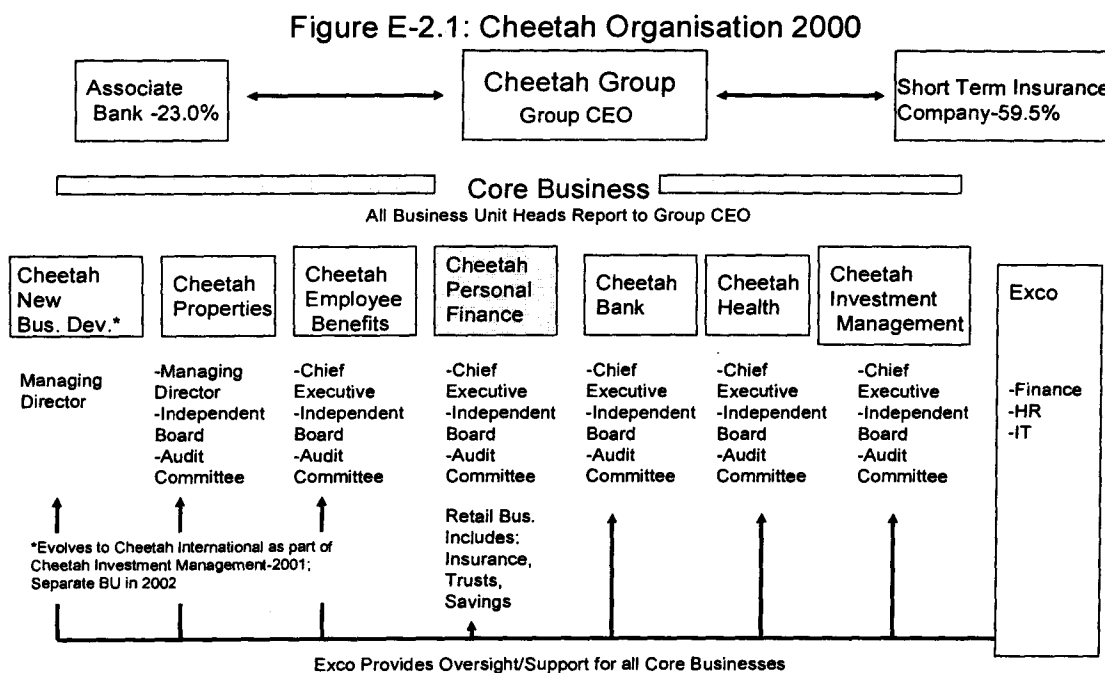 Figure E-2.1: Cheetah Organisation 2000
Associate
Bank -23.0%
Cheetah Group
Group CEO
Short Term Insurance
Company-59.5%
Core Business
All Business Unit Heads Report to Group CEO
Cheetah
New
Bus. Dev.*
Cheetah
Properties
Cheetah
Employee
Benefits
Cheetah
Personal
Finance
Cheetah
Bank
Cheetah
Health
Cheetah
Investment
Management
Exco
Managing
Director
-Managing
Director
-Independent
Board
-Audit
Committee
-Chief
Executive
-Independent
Board
-Audit
Committee
-Chief
Executive
-Independent
Board
-Audit
Committee
-Chief
Executive
-Independent
Board
-Audit
Committee
-Chief
Executive
-Independent
Board
-Audit
Committee
-Chief
Executive
-Independent
Board
-Audit
Committee
-Finance
-HR
-IT
Retail Bus.
Includes:
Insurance,
Trusts,
Savings
*Evolves to Cheetah International as part of
Cheetah Investment Management-2001;
Separate BU in 2002
Exco Provides Oversight/Support for all Core Businesses